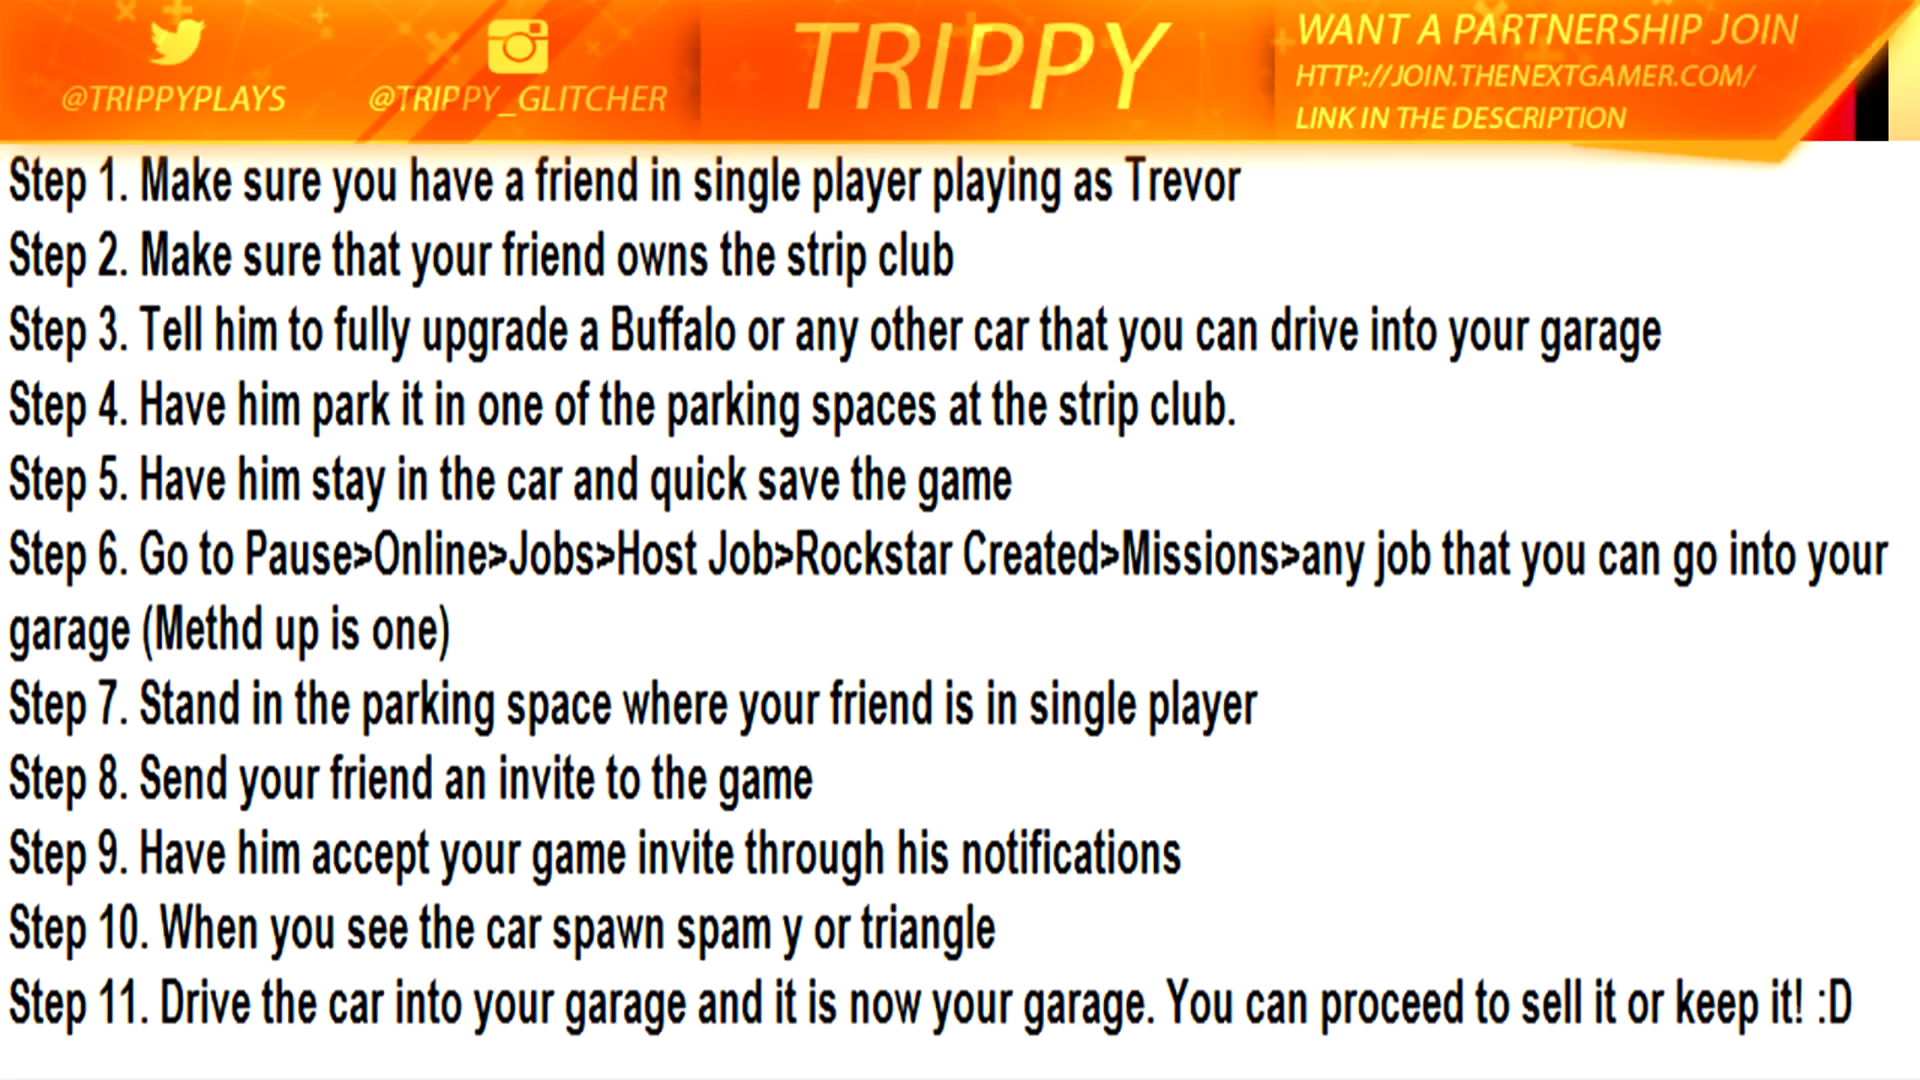 @TRIPPYPLAYS
@TRIPPY_GLITCHER
TRIPPY
WANT A PARTNERSHIP JOIN
HTTP://JOIN.THENEXTGAMER.COM/
LINK IN THE DESCRIPTION
Step 1. Make sure you have a friend in single player playing as Trevor
Step 2. Make sure that your friend owns the strip club
Step 3. Tell him to fully upgrade a Buffalo or any other car that you can drive into your garage
Step 4. Have him park it in one of the parking spaces at the strip club.
Step 5. Have him stay in the car and quick save the game
Step 6. Go to Pause>Online>Jobs>Host Job>Rockstar Created>Missions>any job that you can go into your
garage (Methd up is one)
Step 7. Stand in the parking space where your friend is in single player
Step 8. Send your friend an invite to the game
Step 9. Have him accept your game invite through his notifications
Step 10. When you see the car spawn spam y or triangle
Step 11. Drive the car into your garage and it is now your garage. You can proceed to sell it or keep it! :D